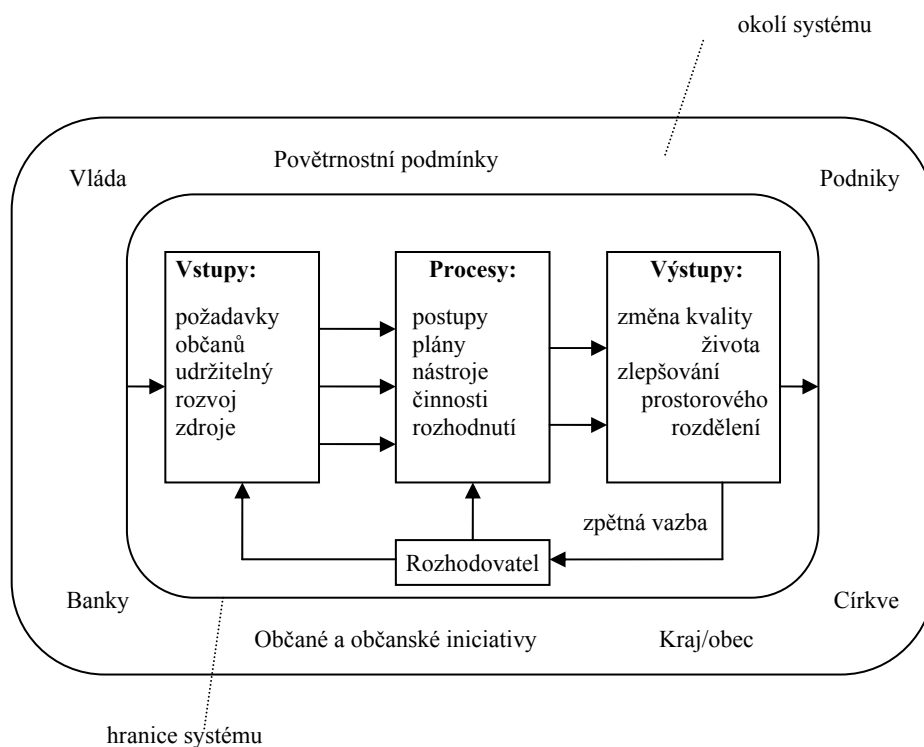 okolí systému
Povětrnostní podmínky
Vláda
Podniky
Vstupy:
požadavky
občanů
udržitelný
rozvoj
zdroje
Procesy:
postupy
plány
nástroje
činnosti
rozhodnutí
Výstupy:
změna kvality
života
zlepšování
prostorového
rozdělení
zpětná vazba
Rozhodovatel
Banky
Církve
Občané a občanské iniciativy
Kraj/obec
hranice systému